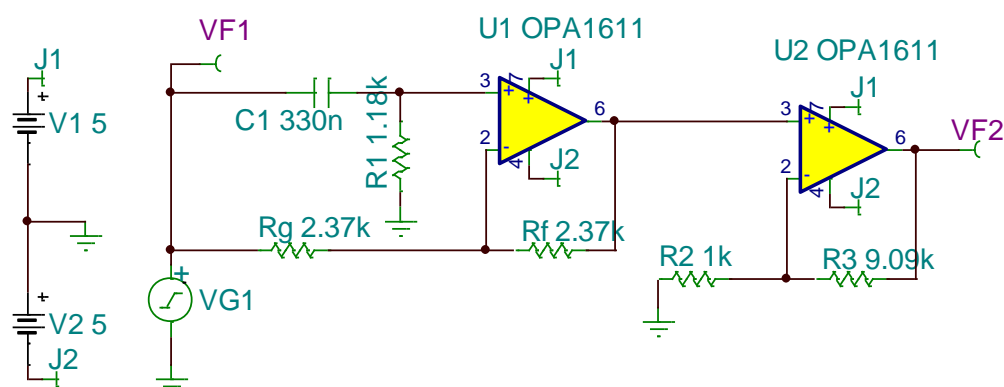 VF1
U1 OPA1611
U2 OPA1611
J1
J1
J1
+
V1 5
C1 330n
R1 1.18k
3
+
7
+
2
-
4
6
J2
3
+
7
+
2
-
4
6
J2
VF2
Rg 2.37k
Rf 2.37k
R2 1k
R3 9.09k
+
V2 5
J2
+
VG1